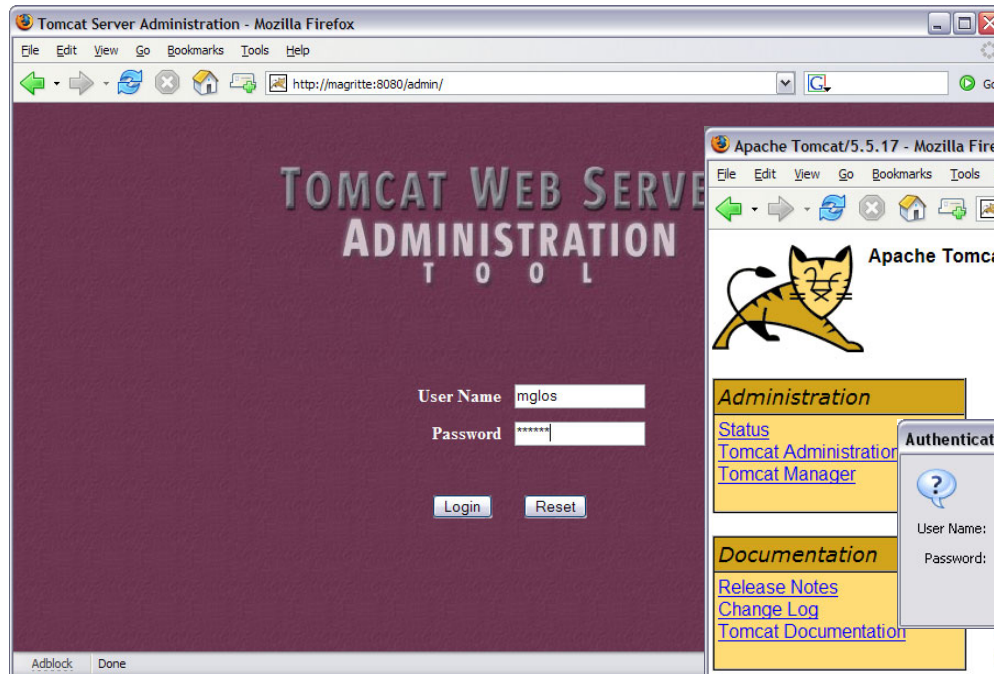 Tomcat Server Administration - Mozilla Firefox
File Edit View Go Bookmarks Tools Help
http://magritte:8080/admin/
G
Go
TOMCAT WEB SERVE
ADMINISTRATION
TOOL
User Name mglos
Password ******
Login Reset
Adblock Done
Apache Tomcat/5.5.17 - Mozilla Fire
File Edit View Go Bookmarks Tools
Apache Tomca
Administration
Status
Tomcat Administration
Tomcat Manager
Documentation
Release Notes
Change Log
Tomcat Documentation
Authenticat
User Name:
Password: